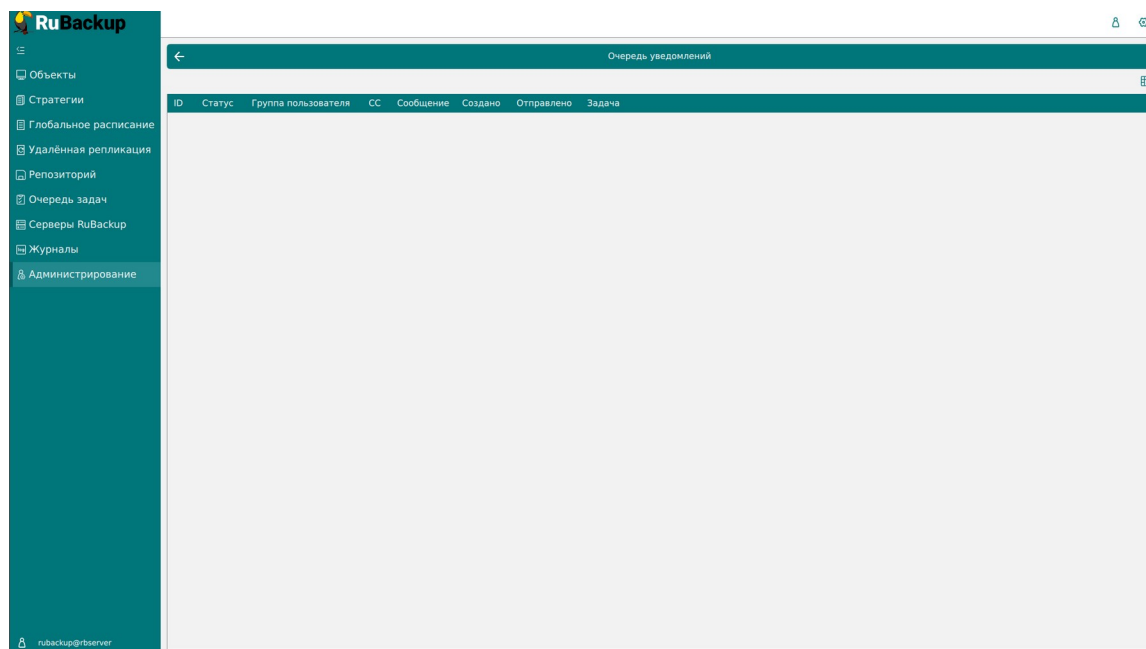 RuBackup
Очередь уведомлений
Объекты
Стратегии
Глобальное расписание
Удалённая репликация
Репозиторий
Очередь задач
Серверы RuBackup
Журналы
Администрирование
ID Статус Группа пользователя CC Сообщение Создано Отправлено Задача
rubackup@rbserver